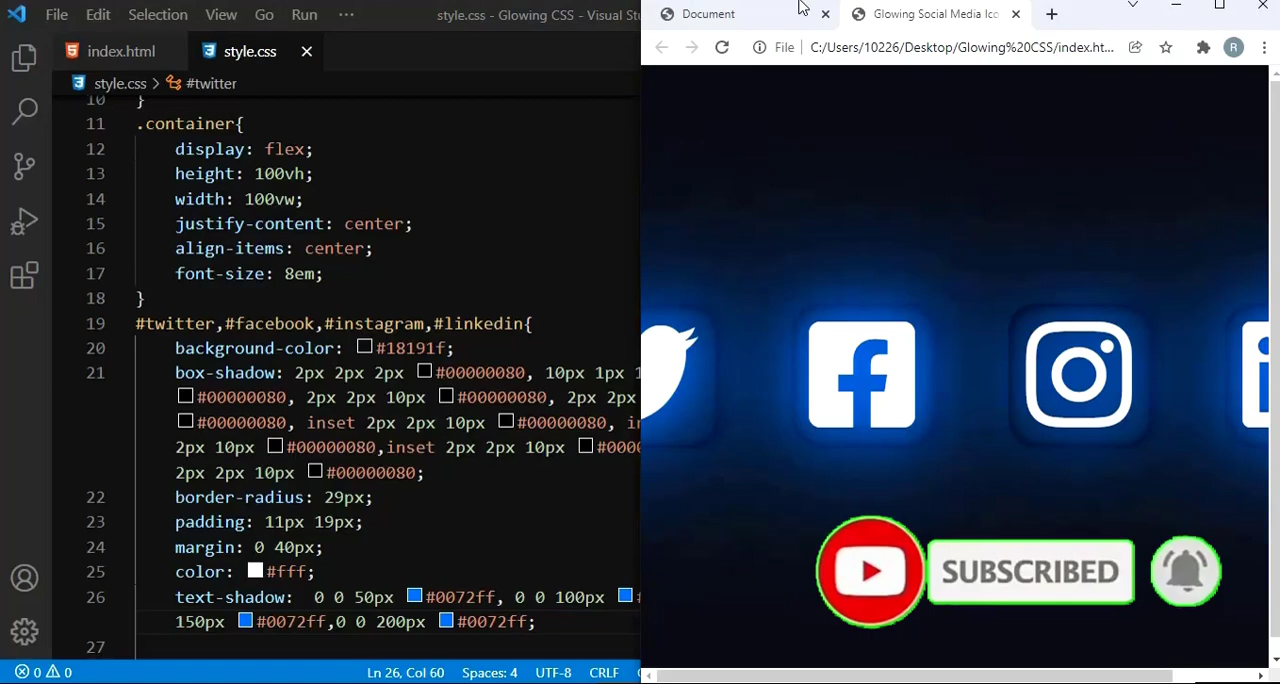 File Edit Selection View Go Run ··· style.css - Glowing CSS - Visual Stu
index.html style.css
style.css > #twitter
10 }
11 .container{
12 display: flex;
13 height: 100vh;
14 width: 100vw;
15 justify-content: center;
16 align-items: center;
17 font-size: 8em;
18 }
19 #twitter,#facebook,#instagram,#linkedin{
20 background-color: #18191f;
21 box-shadow: 2px 2px 2px #00000080, 10px 1px 1
#00000080, 2px 2px 10px #00000080, 2px 2px
#00000080, inset 2px 2px 10px #00000080, in
2px 10px #00000080,inset 2px 2px 10px #0000
2px 2px 10px #00000080;
22 border-radius: 29px;
23 padding: 11px 19px;
24 margin: 0 40px;
25 color: #fff;
26 text-shadow: 0 0 50px #0072ff, 0 0 100px #
150px #0072ff,0 0 200px #0072ff;
27
0 0 Ln 26, Col 60 Spaces: 4 UTF-8 CRLF
Document Glowing Social Media Ico
File C:/Users/10226/Desktop/Glowing%20CSS/index.ht... R
SUBSCRIBED